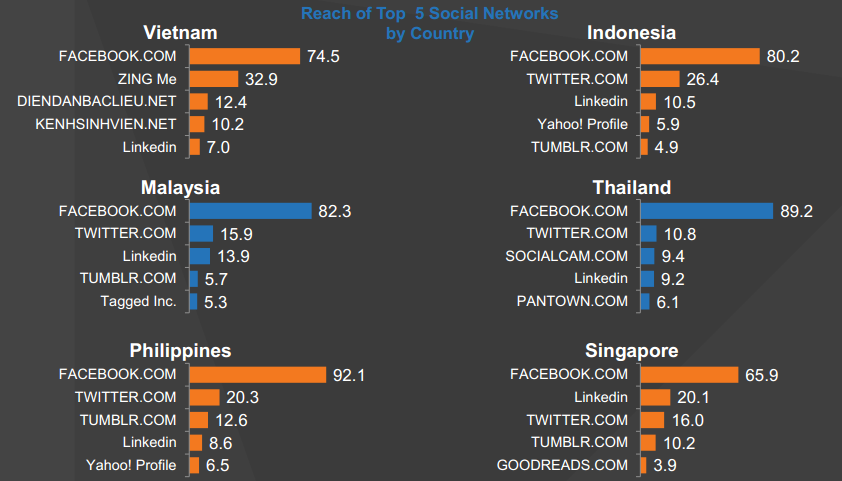 Reach of Top 5 Social Networks
by Country
Vietnam
FACEBOOK.COM 74.5
ZING Me 32.9
DIENDANBACLIEU.NET 12.4
KENHSINHVIEN.NET 10.2
Linkedin 7.0
Indonesia
FACEBOOK.COM 80.2
TWITTER.COM 26.4
Linkedin 10.5
Yahoo! Profile 5.9
TUMBLR.COM 4.9
Malaysia
FACEBOOK.COM 82.3
TWITTER.COM 15.9
Linkedin 13.9
TUMBLR.COM 5.7
Tagged Inc. 5.3
Thailand
FACEBOOK.COM 89.2
TWITTER.COM 10.8
SOCIALCAM.COM 9.4
Linkedin 9.2
PANTOWN.COM 6.1
Philippines
FACEBOOK.COM 92.1
TWITTER.COM 20.3
TUMBLR.COM 12.6
Linkedin 8.6
Yahoo! Profile 6.5
Singapore
FACEBOOK.COM 65.9
Linkedin 20.1
TWITTER.COM 16.0
TUMBLR.COM 10.2
GOODREADS.COM 3.9